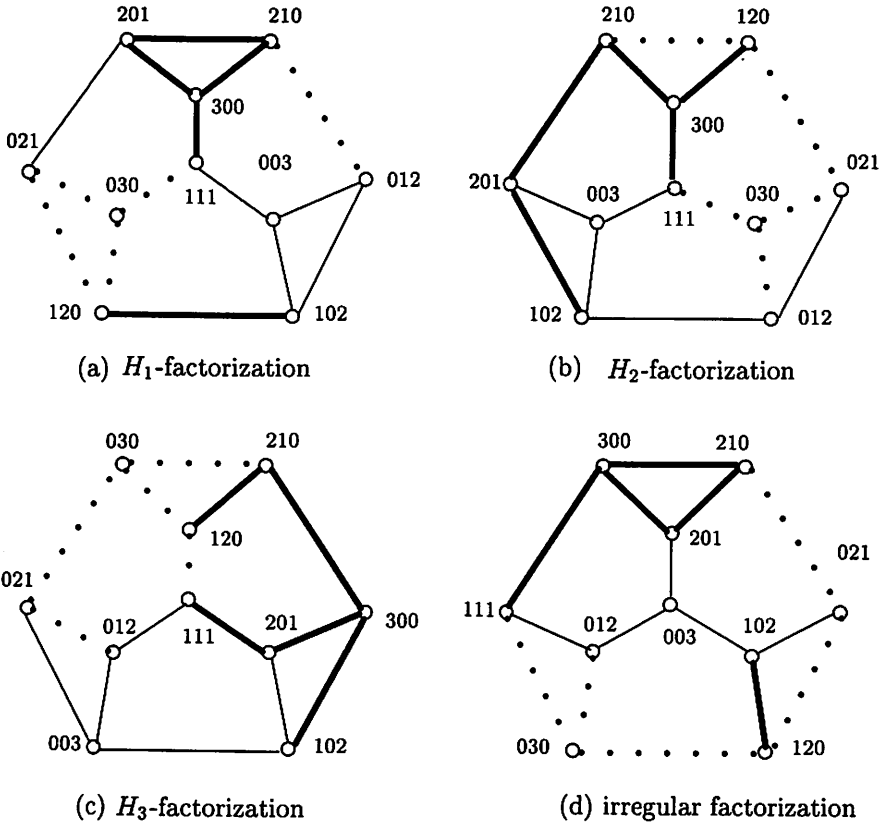 201 210
300
021
030 003 012
111
120 102
(a) H₁-factorization
210 120
300
021
201 003 030
111
102 012
(b) H₂-factorization
030 210
120
021
012 111 201 300
003 102
(c) H₃-factorization
300 210
201
021
111 012 003 102
030 120
(d) irregular factorization